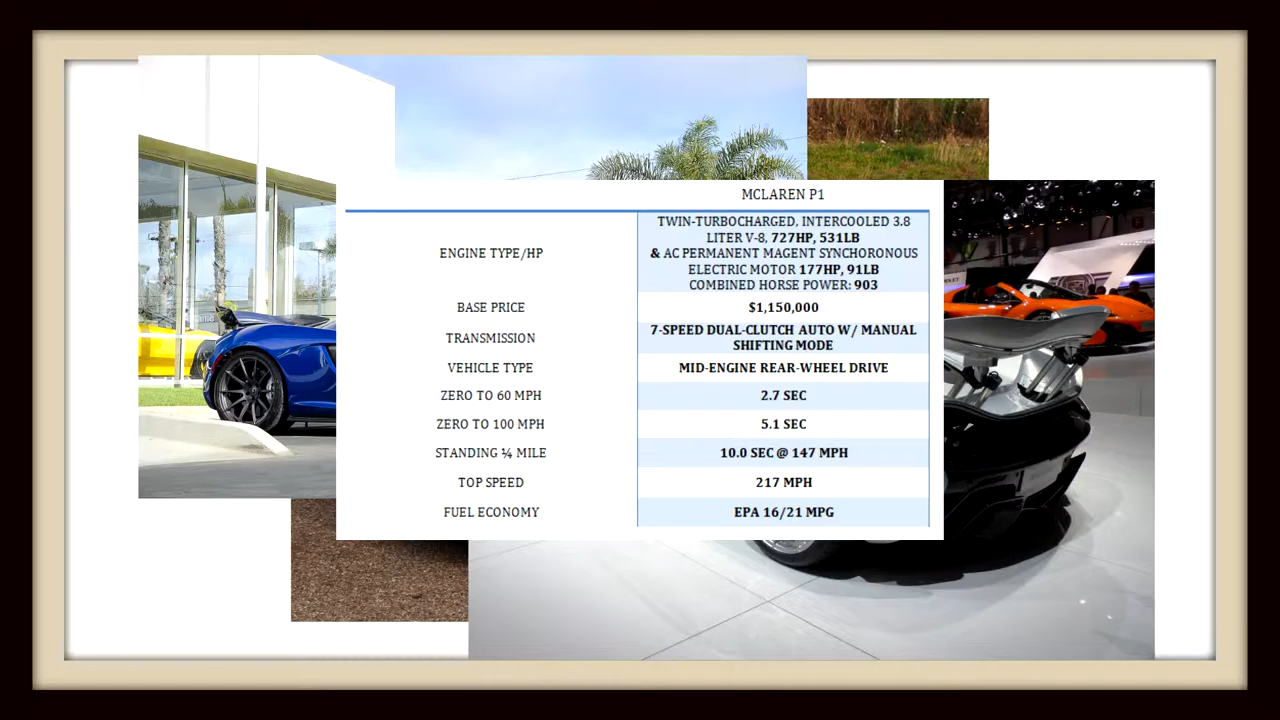 MCLAREN P1
ENGINE TYPE/HP
TWIN-TURBOCHARGED, INTERCOOLED 3.8
LITER V-8, 727HP, 531LB
& AC PERMANENT MAGENT SYNCHORONOUS
ELECTRIC MOTOR 177HP, 91LB
COMBINED HORSE POWER: 903
BASE PRICE
$1,150,000
TRANSMISSION
7-SPEED DUAL-CLUTCH AUTO W/ MANUAL
SHIFTING MODE
VEHICLE TYPE
MID-ENGINE REAR-WHEEL DRIVE
ZERO TO 60 MPH
2.7 SEC
ZERO TO 100 MPH
5.1 SEC
STANDING ¼ MILE
10.0 SEC @ 147 MPH
TOP SPEED
217 MPH
FUEL ECONOMY
EPA 16/21 MPG